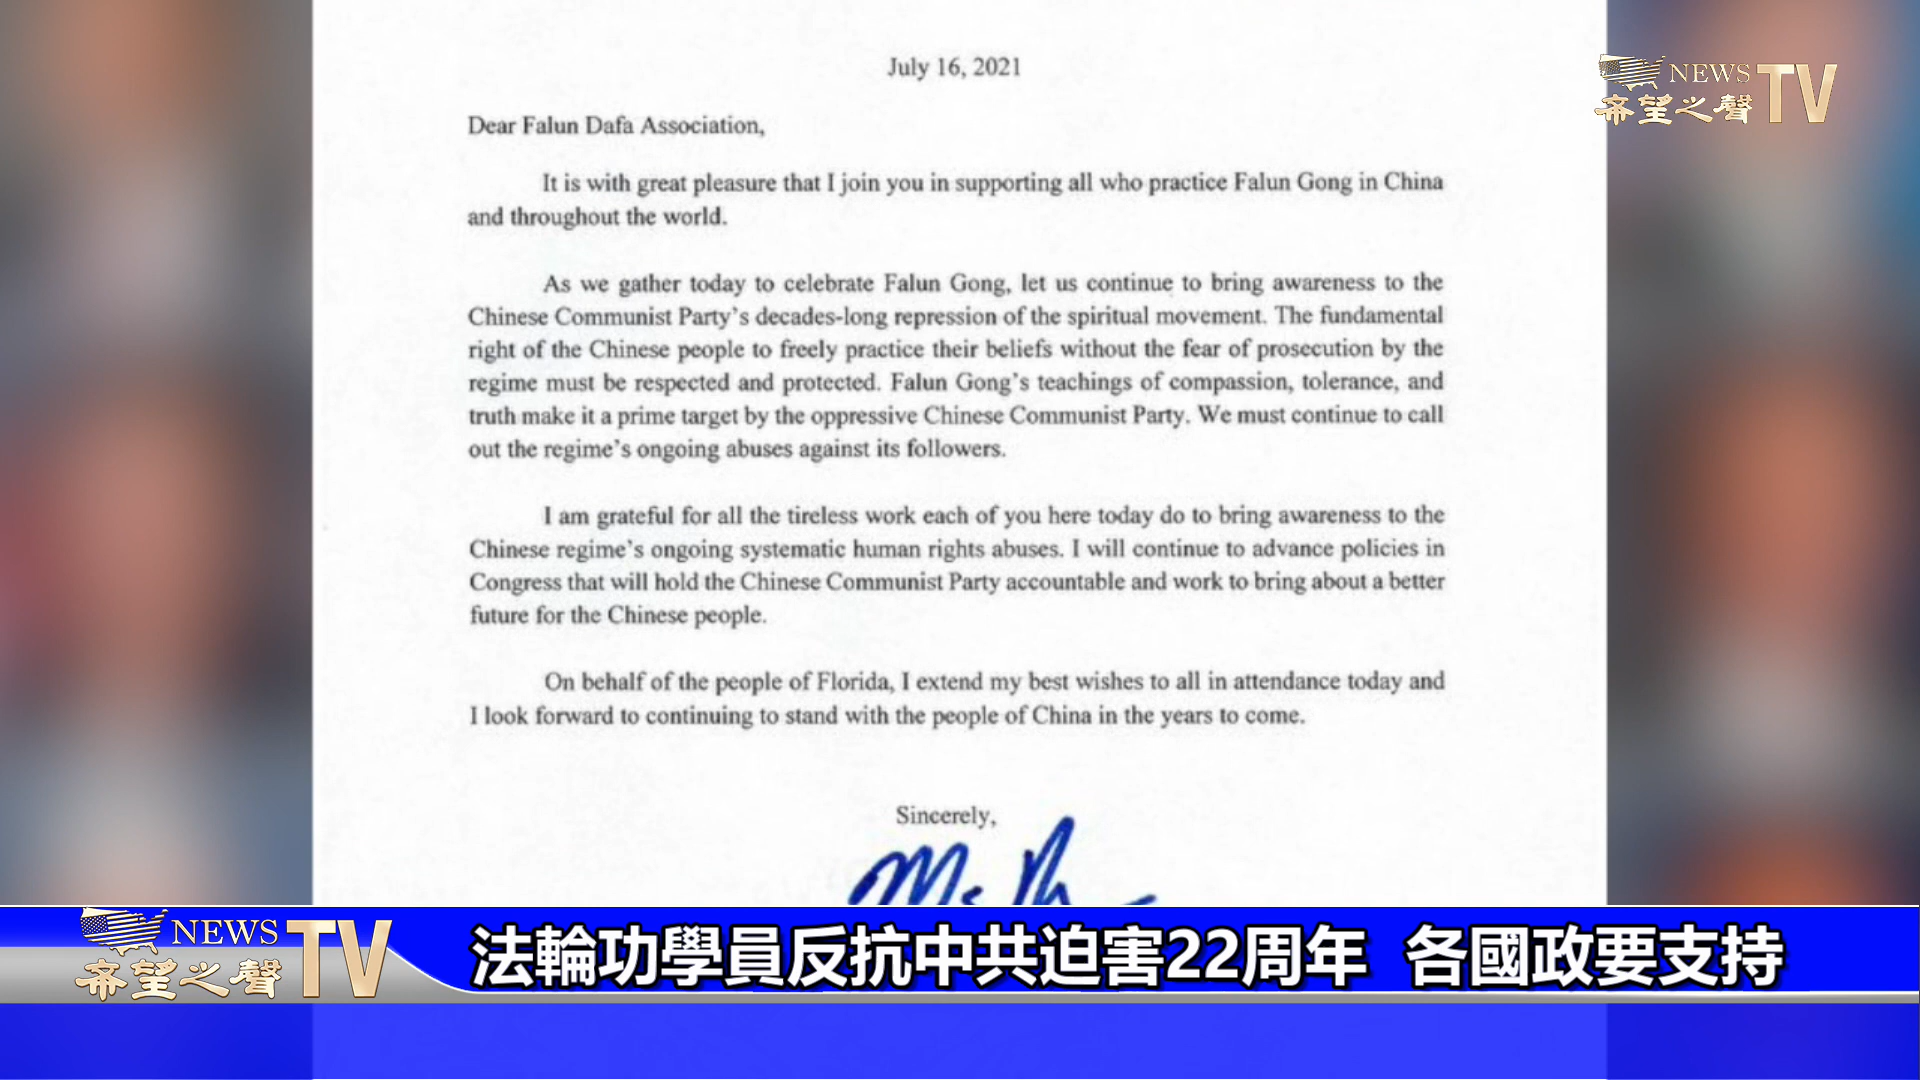 July 16, 2021
NEWS TV
希望之聲
Dear Falun Dafa Association,
It is with great pleasure that I join you in supporting all who practice Falun Gong in China
and throughout the world.
As we gather today to celebrate Falun Gong, let us continue to bring awareness to the
Chinese Communist Party's decades-long repression of the spiritual movement. The fundamental
right of the Chinese people to freely practice their beliefs without the fear of prosecution by the
regime must be respected and protected. Falun Gong's teachings of compassion, tolerance, and
truth make it a prime target by the oppressive Chinese Communist Party. We must continue to call
out the regime's ongoing abuses against its followers.
I am grateful for all the tireless work each of you here today do to bring awareness to the
Chinese regime's ongoing systematic human rights abuses. I will continue to advance policies in
Congress that will hold the Chinese Communist Party accountable and work to bring about a better
future for the Chinese people.
On behalf of the people of Florida, I extend my best wishes to all in attendance today and
I look forward to continuing to stand with the people of China in the years to come.
Sincerely,
NEWS TV
希望之聲
法輪功學員反抗中共迫害22周年 各國政要支持